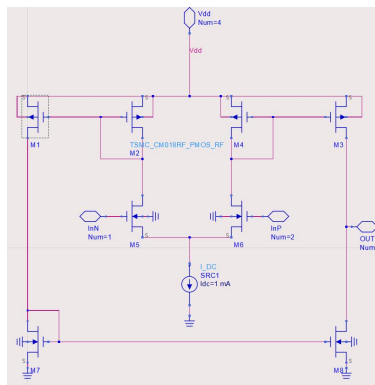 Vdd
Num=4
Vdd
S
S
S
S
M1
M2
M4
M3
TSMC_CM018RF_PMOS_RF
InN
Num=1
M5
S
M6
S
InP
Num=2
OUT
Num
I_DC
SRC1
Idc=1 mA
S
M7
S
M8